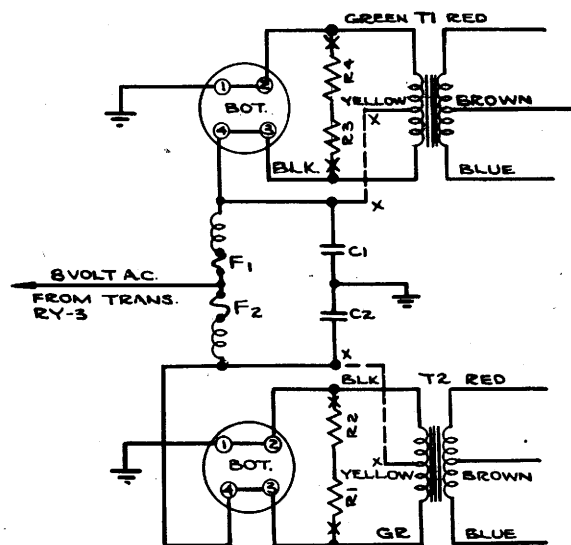 GREEN T1 RED
1 2
BOT.
4 3
R4
R3
YELLOW
X
BROWN
BLK.
BLUE
X
C1
F1
8 VOLT A.C.
FROM TRANS.
RY-3
F2
C2
X
BLK
T2 RED
1 2
BOT.
4 3
R2
R1
X
YELLOW
BROWN
GR
BLUE